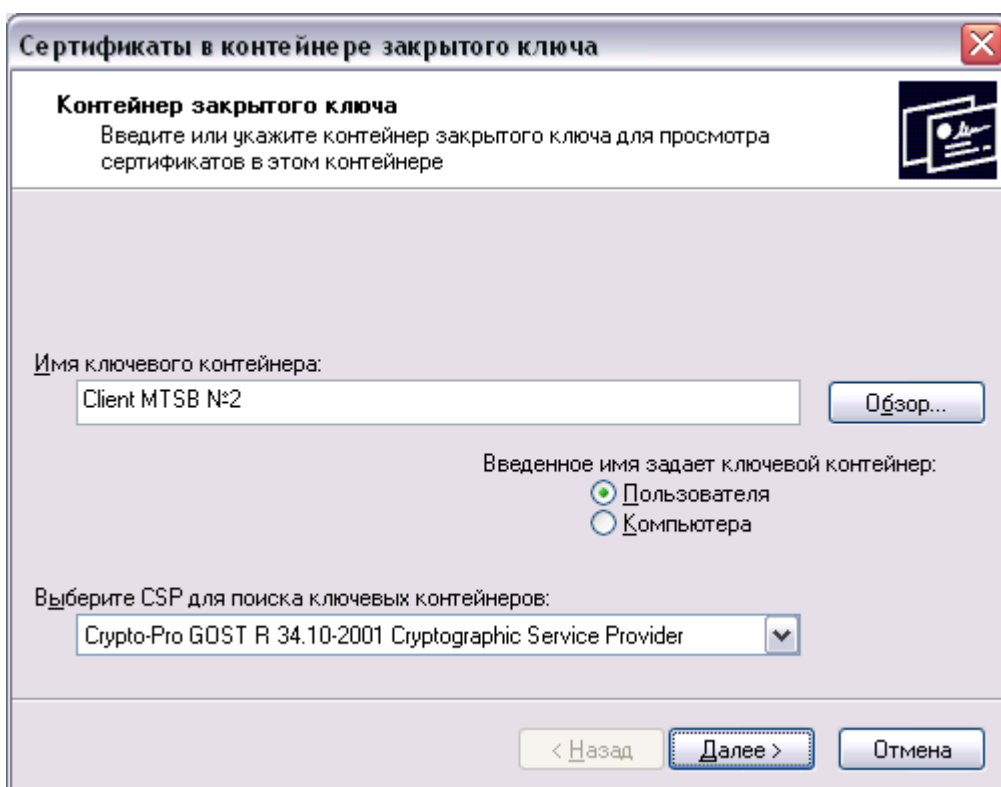 Сертификаты в контейнере закрытого ключа
Контейнер закрытого ключа
Введите или укажите контейнер закрытого ключа для просмотра
сертификатов в этом контейнере
Имя ключевого контейнера:
Client MTSB №2
Обзор...
Введенное имя задает ключевой контейнер:
Пользователя
Компьютера
Выберите CSP для поиска ключевых контейнеров:
Crypto-Pro GOST R 34.10-2001 Cryptographic Service Provider
< Назад
Далее >
Отмена